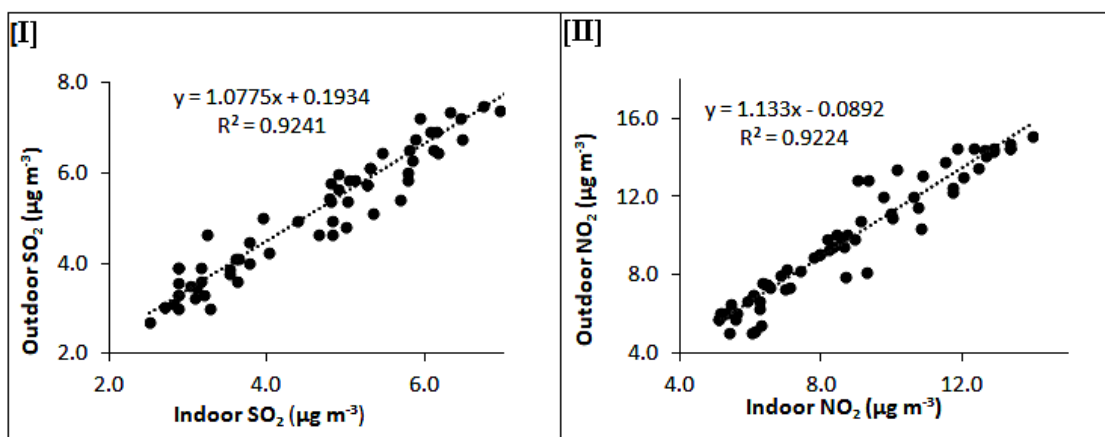 [I]
8.0
6.0
4.0
2.0
2.0
4.0
6.0
Outdoor SO₂ (µg m⁻³)
Indoor SO₂ (µg m⁻³)
y = 1.0775x + 0.1934
R² = 0.9241
[II]
16.0
12.0
8.0
4.0
4.0
8.0
12.0
Outdoor NO₂ (µg m⁻³)
Indoor NO₂ (µg m⁻³)
y = 1.133x - 0.0892
R² = 0.9224